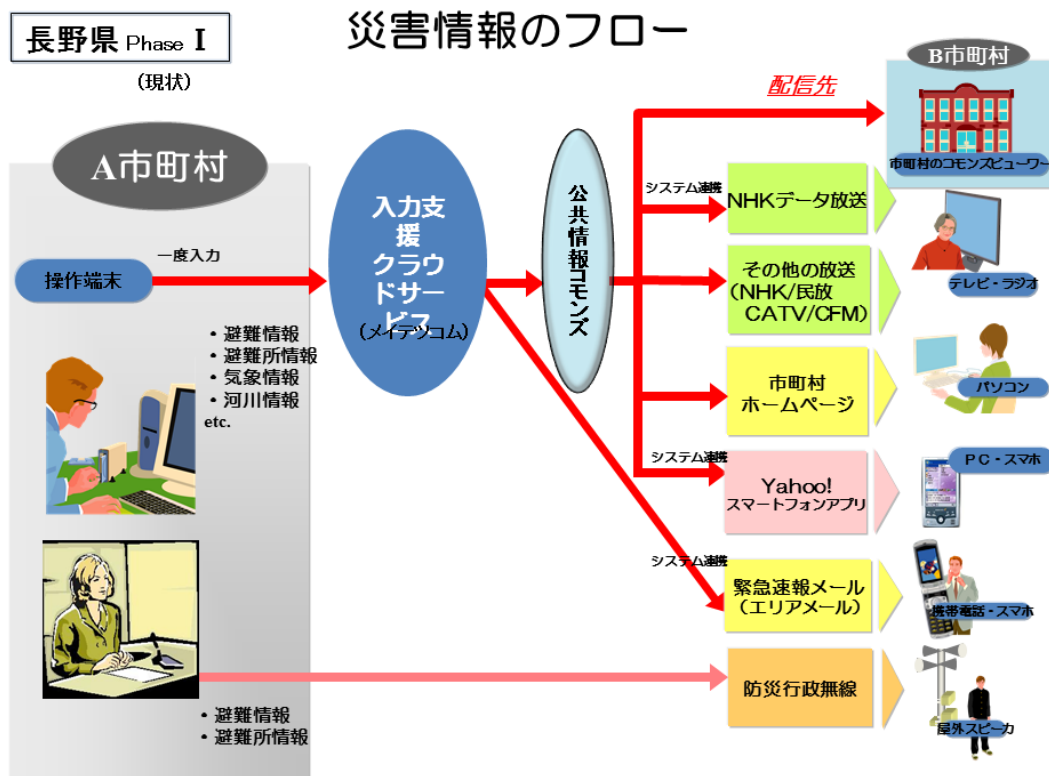 長野県 Phase Ⅰ
(現状)
災害情報のフロー
A市町村
操作端末
一度入力
・避難情報
・避難所情報
・気象情報
・河川情報
etc.
・避難情報
・避難所情報
入力支
援
クラウ
ドサー
ビス
(メイテツコム)
公共情報コモンズ
配信先
B市町村
市町村のコモンズビューワー
システム連携
NHKデータ放送
その他の放送
(NHK/民放
CATV/CFM)
テレビ・ラジオ
市町村
ホームページ
パソコン
システム連携
Yahoo!
スマートフォンアプリ
PC・スマホ
システム連携
緊急速報メール
(エリアメール)
携帯電話・スマホ
防災行政無線
屋外スピーカ